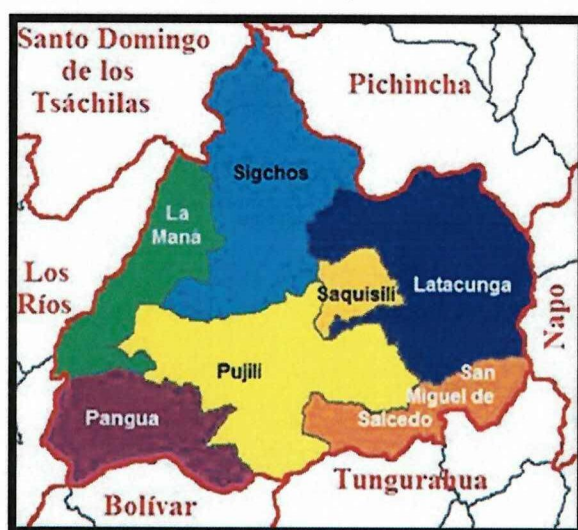 Santo Domingo
de los
Tsáchilas
Pichincha
Sigchos
La
Maná
Los
Ríos
Saquisilí
Latacunga
Napo
Pujilí
San
Miguel de
Salcedo
Pangua
Tungurahua
Bolívar